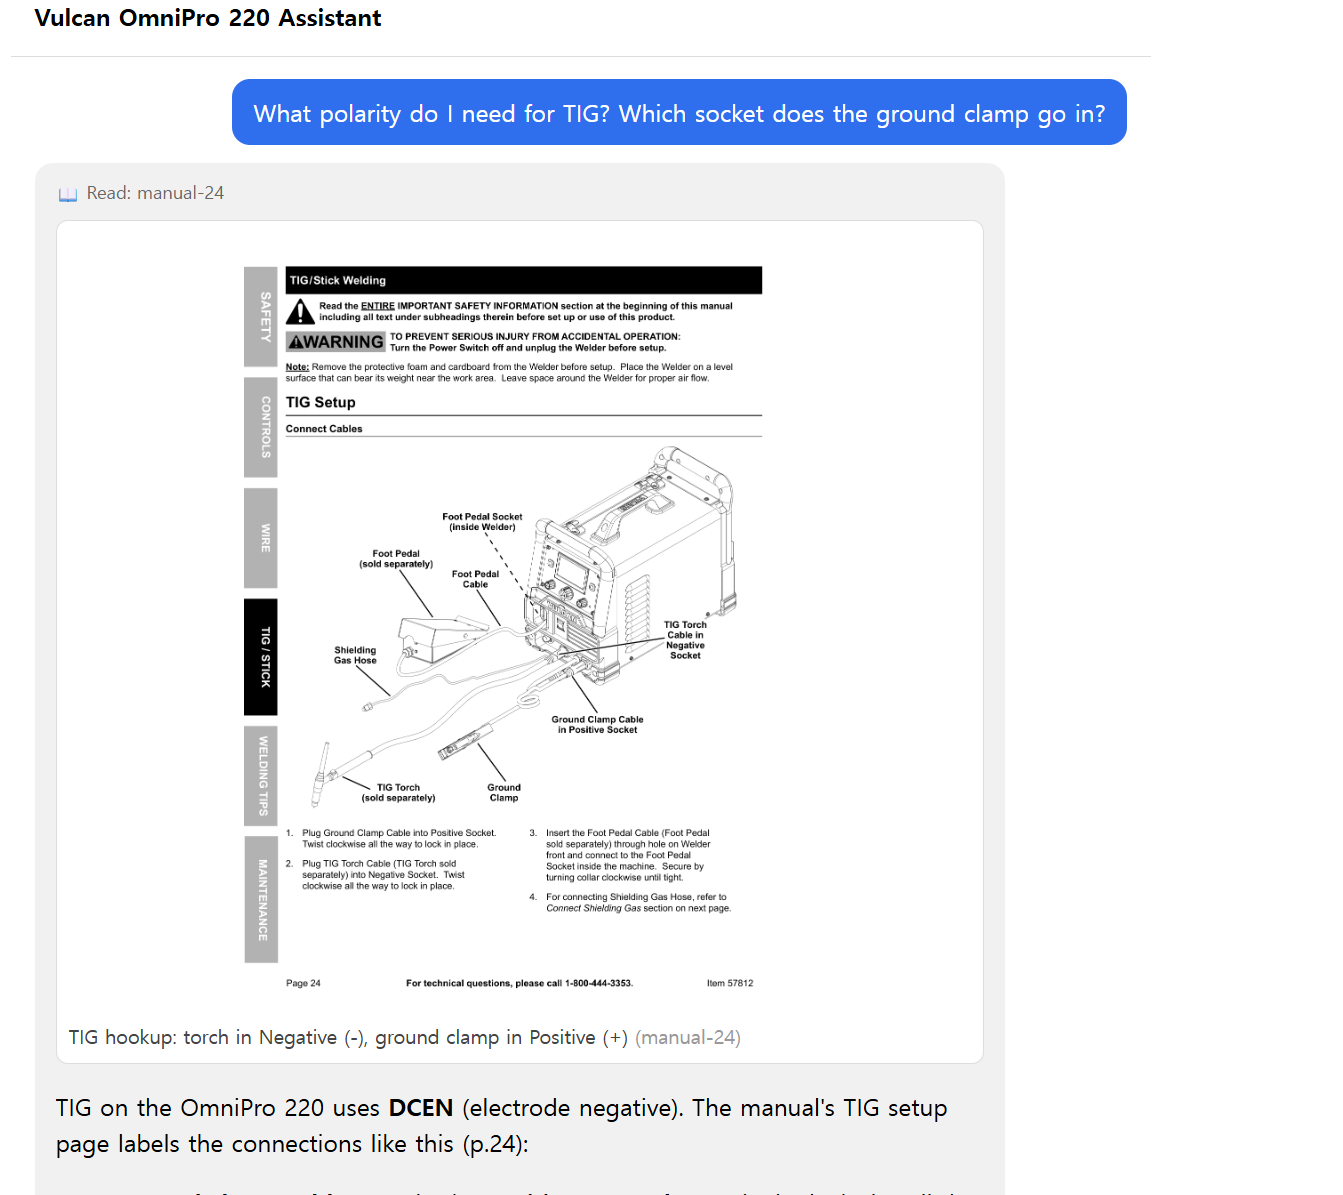 Vulcan OmniPro 220 Assistant
What polarity do I need for TIG? Which socket does the ground clamp go in?
Read: manual-24
SAFETY
CONTROLS
WIRE
TIG / STICK
WELDING TIPS
MAINTENANCE
TIG/Stick Welding
Read the ENTIRE IMPORTANT SAFETY INFORMATION section at the beginning of this manual
including all text under subheadings therein before set up or use of this product.
WARNING
TO PREVENT SERIOUS INJURY FROM ACCIDENTAL OPERATION:
Turn the Power Switch off and unplug the Welder before setup.
Note: Remove the protective foam and cardboard from the Welder before setup. Place the Welder on a level
surface that can bear its weight near the work area. Leave space around the Welder for proper air flow.
TIG Setup
Connect Cables
Foot Pedal Socket
(inside Welder)
Foot Pedal
(sold separately)
Foot Pedal
Cable
TIG Torch
Cable in
Negative
Socket
Shielding
Gas Hose
Ground Clamp Cable
in Positive Socket
TIG Torch
(sold separately)
Ground
Clamp
1. Plug Ground Clamp Cable into Positive Socket.
Twist clockwise all the way to lock in place.
2. Plug TIG Torch Cable (TIG Torch sold
separately) into Negative Socket. Twist
clockwise all the way to lock in place.
3. Insert the Foot Pedal Cable (Foot Pedal
sold separately) through hole on Welder
front and connect to the Foot Pedal
Socket inside the machine. Secure by
turning collar clockwise until tight.
4. For connecting Shielding Gas Hose, refer to
Connect Shielding Gas section on next page.
Page 24
For technical questions, please call 1-800-444-3353.
Item 57812
TIG hookup: torch in Negative (-), ground clamp in Positive (+) (manual-24)
TIG on the OmniPro 220 uses DCEN (electrode negative). The manual's TIG setup
page labels the connections like this (p.24):